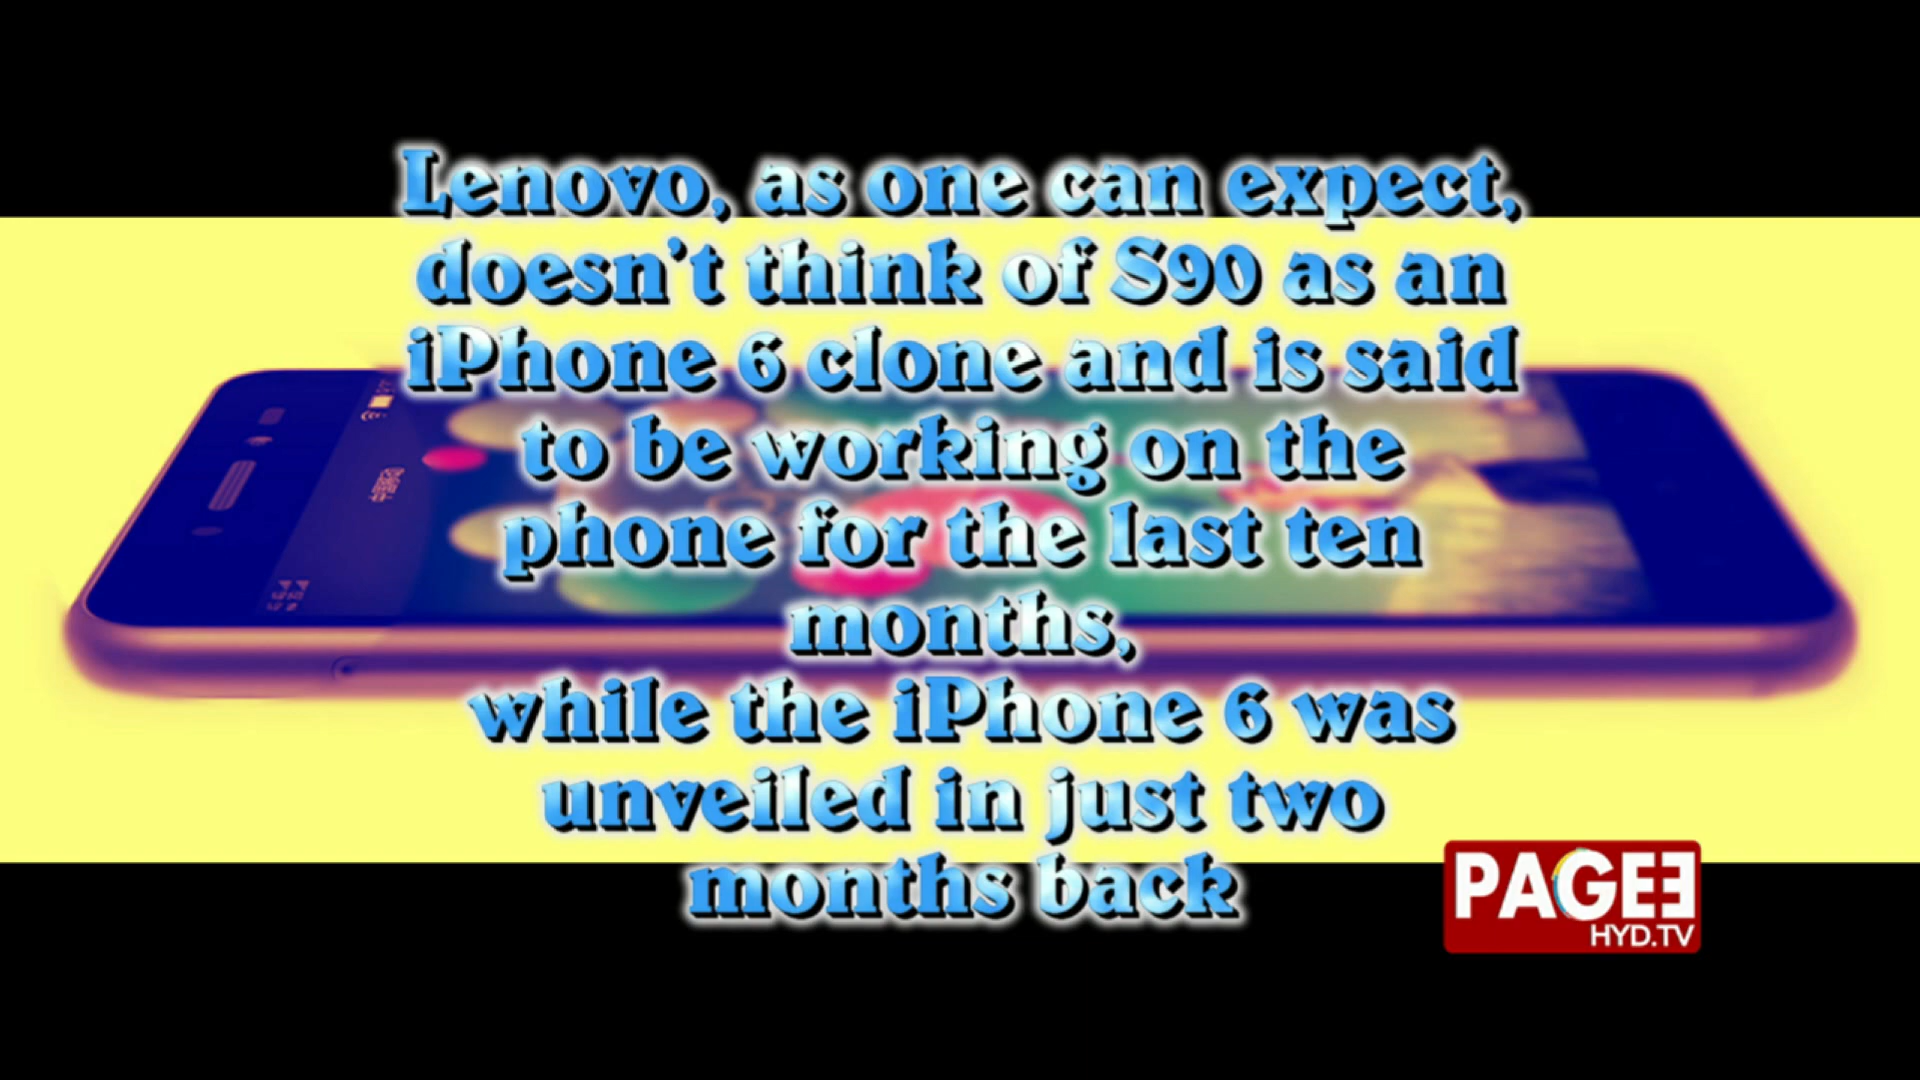 Lenovo, as one can expect,
doesn't think of S90 as an
iPhone 6 clone and is said
to be working on the
phone for the last ten
months,
while the iPhone 6 was
unveiled in just two
months back
PAGE3
HYD.TV